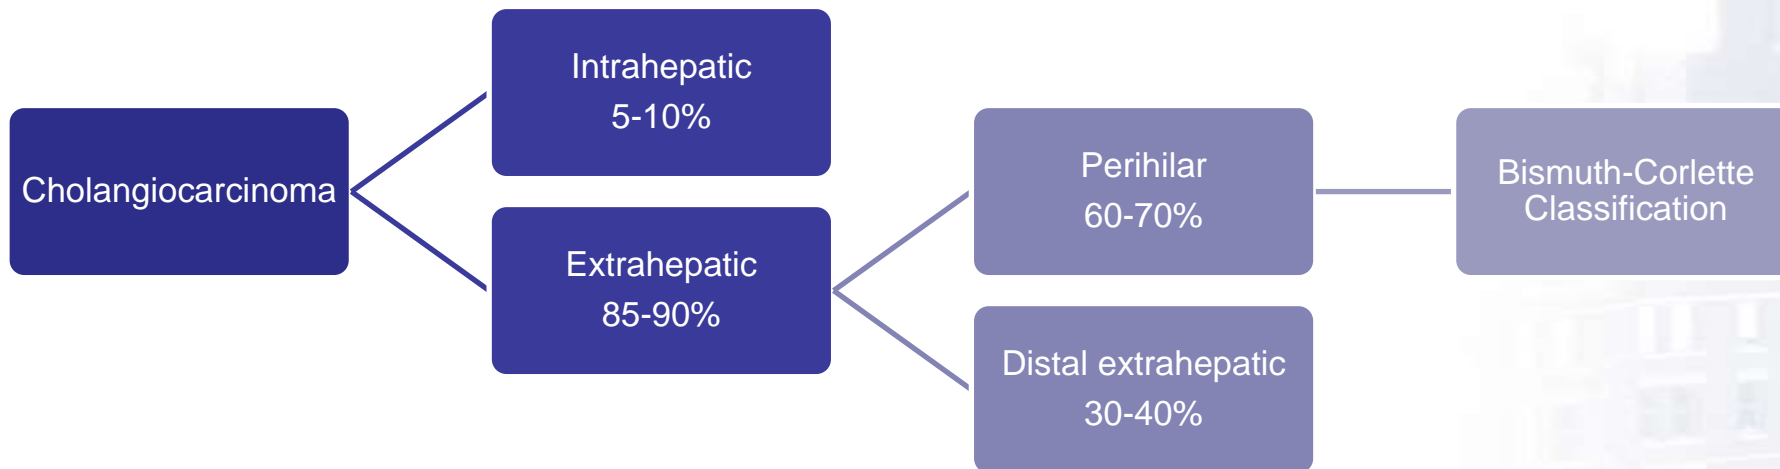 Cholangiocarcinoma
Intrahepatic
5-10%
Extrahepatic
85-90%
Perihilar
60-70%
Distal extrahepatic
30-40%
Bismuth-Corlette
Classification